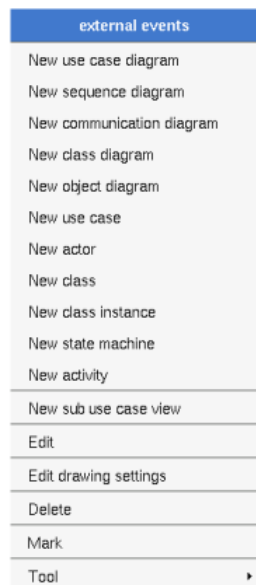 external events
New use case diagram
New sequence diagram
New communication diagram
New class diagram
New object diagram
New use case
New actor
New class
New class instance
New state machine
New activity
New sub use case view
Edit
Edit drawing settings
Delete
Mark
Tool